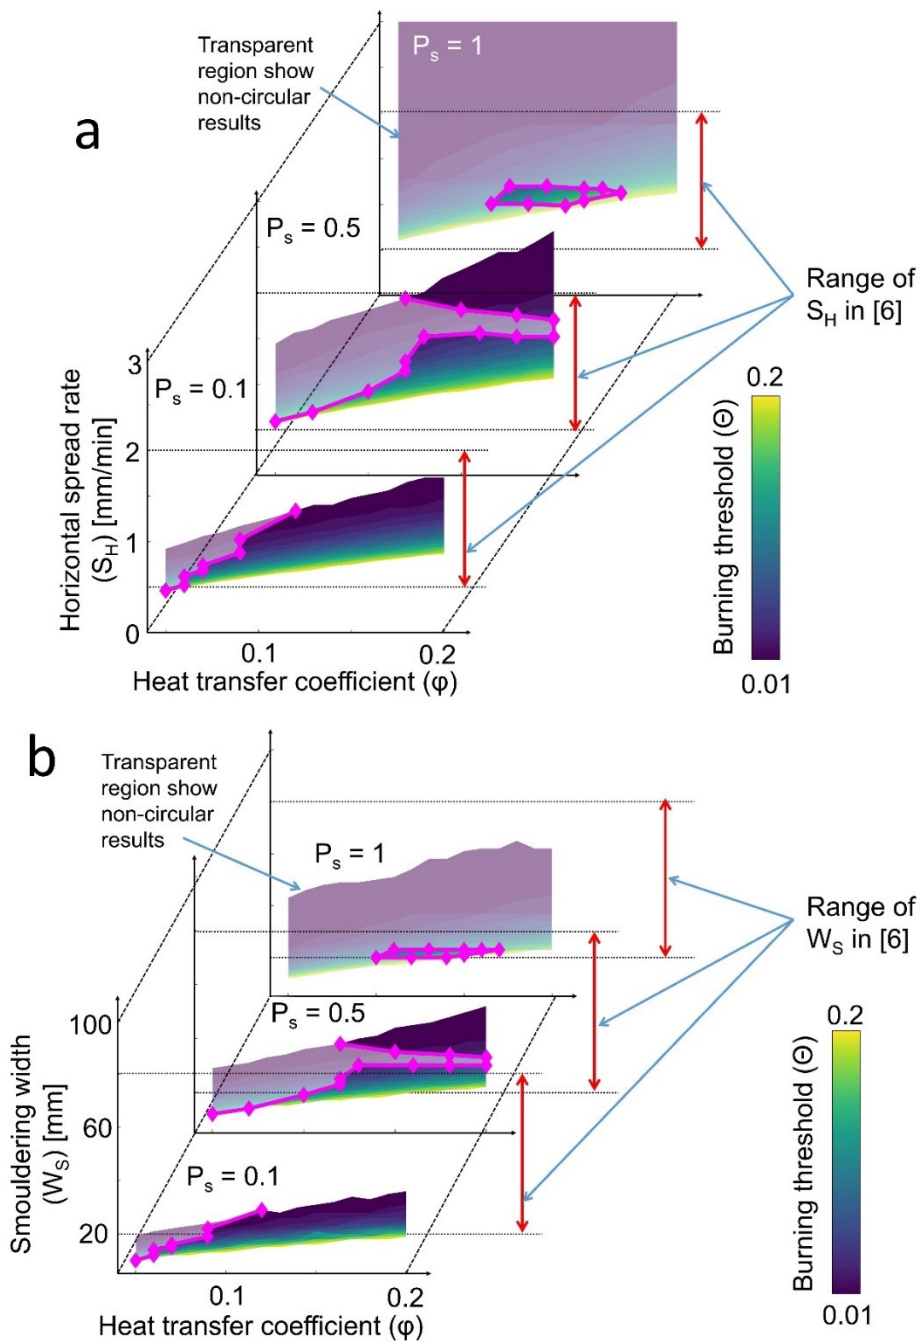 a
Transparent
region show
non-circular
results
P_s = 1
P_s = 0.5
P_s = 0.1
Range of
S_H in [6]
3
2
1
0
Horizontal spread rate
(S_H) [mm/min]
0.1
0.2
Heat transfer coefficient (φ)
0.2
Burning threshold (Θ)
0.01
b
Transparent
region show
non-circular
results
P_s = 1
P_s = 0.5
P_s = 0.1
Range of
W_S in [6]
100
60
20
Smouldering width
(W_S) [mm]
0.1
0.2
Heat transfer coefficient (φ)
0.2
Burning threshold (Θ)
0.01